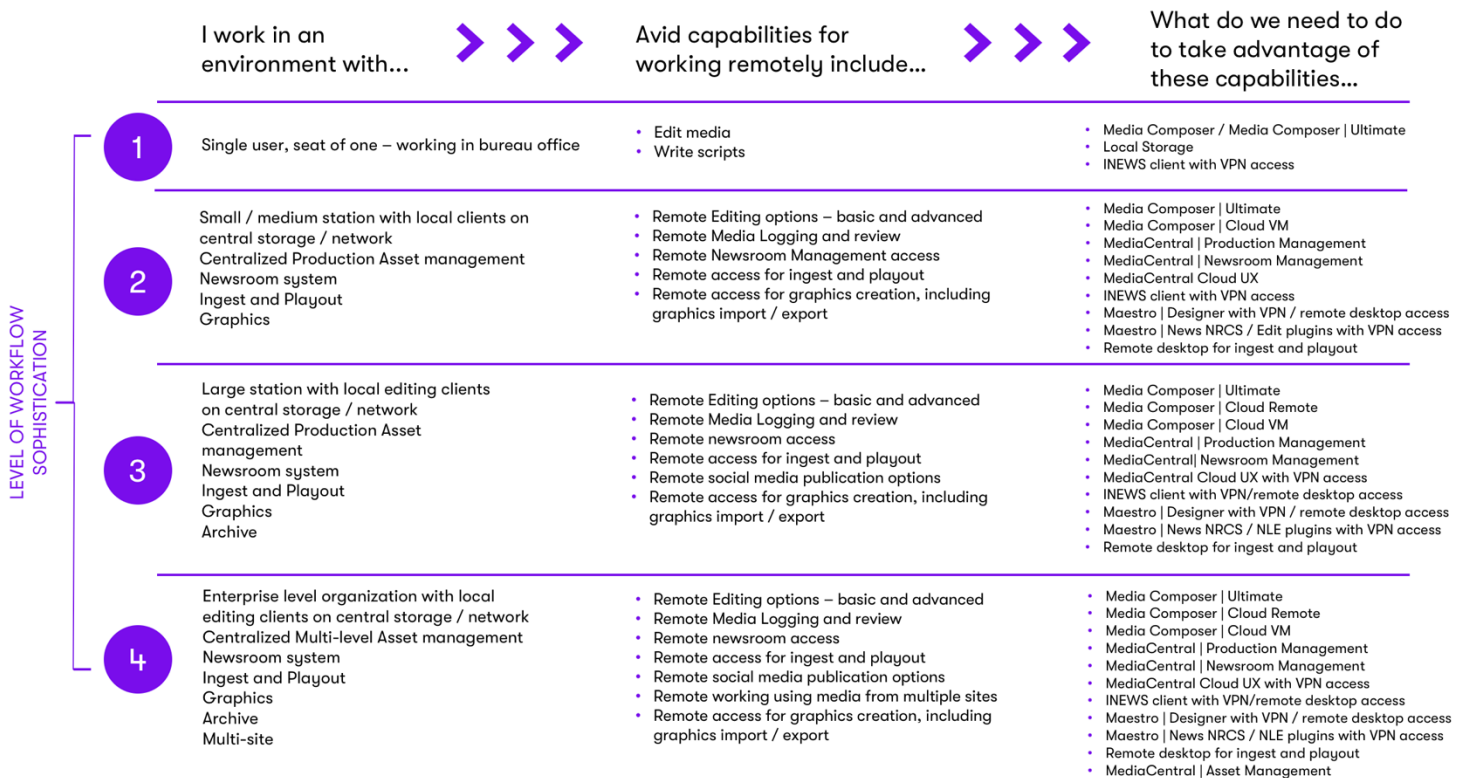 I work in an
environment with...
Avid capabilities for
working remotely include...
What do we need to do
to take advantage of
these capabilities...
LEVEL OF WORKFLOW
SOPHISTICATION
1
Single user, seat of one – working in bureau office
• Edit media
• Write scripts
• Media Composer / Media Composer | Ultimate
• Local Storage
• INEWS client with VPN access
2
Small / medium station with local clients on
central storage / network
Centralized Production Asset management
Newsroom system
Ingest and Playout
Graphics
• Remote Editing options – basic and advanced
• Remote Media Logging and review
• Remote Newsroom Management access
• Remote access for ingest and playout
• Remote access for graphics creation, including
graphics import / export
• Media Composer | Ultimate
• Media Composer | Cloud VM
• MediaCentral | Production Management
• MediaCentral | Newsroom Management
• MediaCentral Cloud UX
• INEWS client with VPN access
• Maestro | Designer with VPN / remote desktop access
• Maestro | News NRCS / Edit plugins with VPN access
• Remote desktop for ingest and playout
3
Large station with local editing clients
on central storage / network
Centralized Production Asset
management
Newsroom system
Ingest and Playout
Graphics
Archive
• Remote Editing options – basic and advanced
• Remote Media Logging and review
• Remote newsroom access
• Remote access for ingest and playout
• Remote social media publication options
• Remote access for graphics creation, including
graphics import / export
• Media Composer | Ultimate
• Media Composer | Cloud Remote
• Media Composer | Cloud VM
• MediaCentral | Production Management
• MediaCentral| Newsroom Management
• MediaCentral Cloud UX with VPN access
• INEWS client with VPN/remote desktop access
• Maestro | Designer with VPN / remote desktop access
• Maestro | News NRCS / NLE plugins with VPN access
• Remote desktop for ingest and playout
4
Enterprise level organization with local
editing clients on central storage / network
Centralized Multi-level Asset management
Newsroom system
Ingest and Playout
Graphics
Archive
Multi-site
• Remote Editing options – basic and advanced
• Remote Media Logging and review
• Remote newsroom access
• Remote access for ingest and playout
• Remote social media publication options
• Remote working using media from multiple sites
• Remote access for graphics creation, including
graphics import / export
• Media Composer | Ultimate
• Media Composer | Cloud Remote
• Media Composer | Cloud VM
• MediaCentral | Production Management
• MediaCentral | Newsroom Management
• MediaCentral Cloud UX with VPN access
• INEWS client with VPN/remote desktop access
• Maestro | Designer with VPN / remote desktop access
• Maestro | News NRCS / NLE plugins with VPN access
• Remote desktop for ingest and playout
• MediaCentral | Asset Management